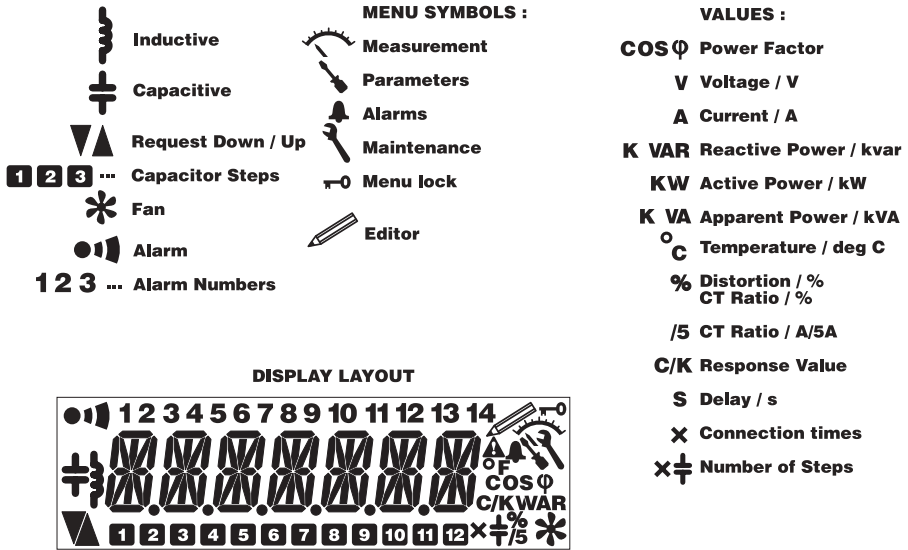 Inductive
Capacitive
Request Down / Up
1 2 3 ... Capacitor Steps
Fan
Alarm
1 2 3 ... Alarm Numbers
MENU SYMBOLS :
Measurement
Parameters
Alarms
Maintenance
Menu lock
Editor
VALUES :
COS φ Power Factor
V Voltage / V
A Current / A
K VAR Reactive Power / kvar
KW Active Power / kW
K VA Apparent Power / kVA
°C Temperature / deg C
% Distortion / %
CT Ratio / %
/5 CT Ratio / A/5A
C/K Response Value
S Delay / s
× Connection times
× Number of Steps
DISPLAY LAYOUT
1 2 3 4 5 6 7 8 9 10 11 12 13 14
°F
COS φ
C/KWAR
1 2 3 4 5 6 7 8 9 10 11 12 × % /5